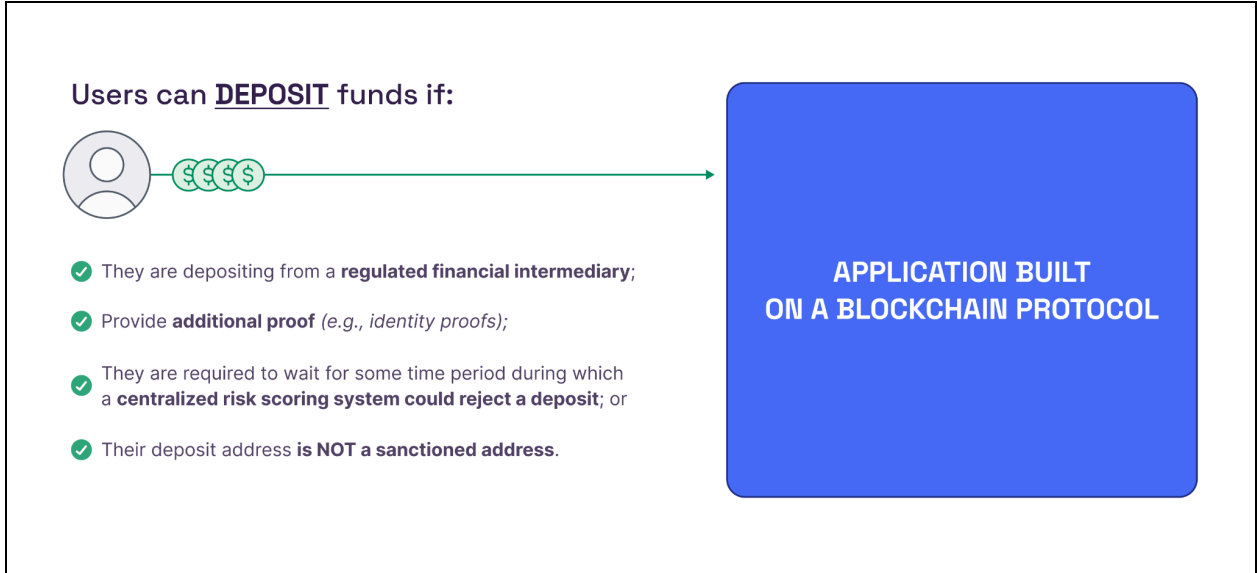 Users can DEPOSIT funds if:
$ $ $ $
They are depositing from a regulated financial intermediary;
Provide additional proof (e.g., identity proofs);
They are required to wait for some time period during which
a centralized risk scoring system could reject a deposit; or
Their deposit address is NOT a sanctioned address.
APPLICATION BUILT
ON A BLOCKCHAIN PROTOCOL